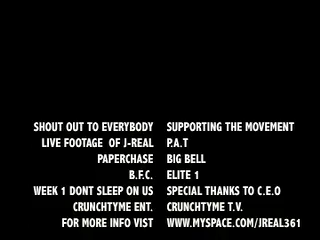 SHOUT OUT TO EVERYBODY SUPPORTING THE MOVEMENT
LIVE FOOTAGE OF J-REAL P.A.T
PAPERCHASE BIG BELL
B.F.C. ELITE 1
WEEK 1 DONT SLEEP ON US SPECIAL THANKS TO C.E.O
CRUNCHTYME ENT. CRUNCHTYME T.V.
FOR MORE INFO VIST WWW.MYSPACE.COM/JREAL361